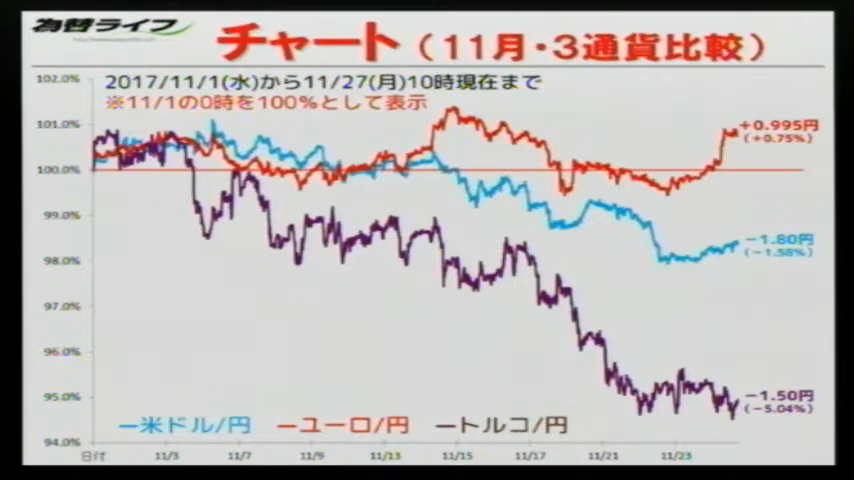 為替ライフ
チャート（11月・3通貨比較）
2017/11/1(水)から11/27(月)10時現在まで
※11/1の0時を100%として表示
102.0%
101.0%
100.0%
99.0%
98.0%
97.0%
96.0%
95.0%
94.0%
+0.995円
(+0.75%)
−1.80円
(−1.58%)
−1.50円
(−5.04%)
米ドル/円 ユーロ/円 トルコ/円
日付 11/3 11/7 11/9 11/13 11/15 11/17 11/21 11/23